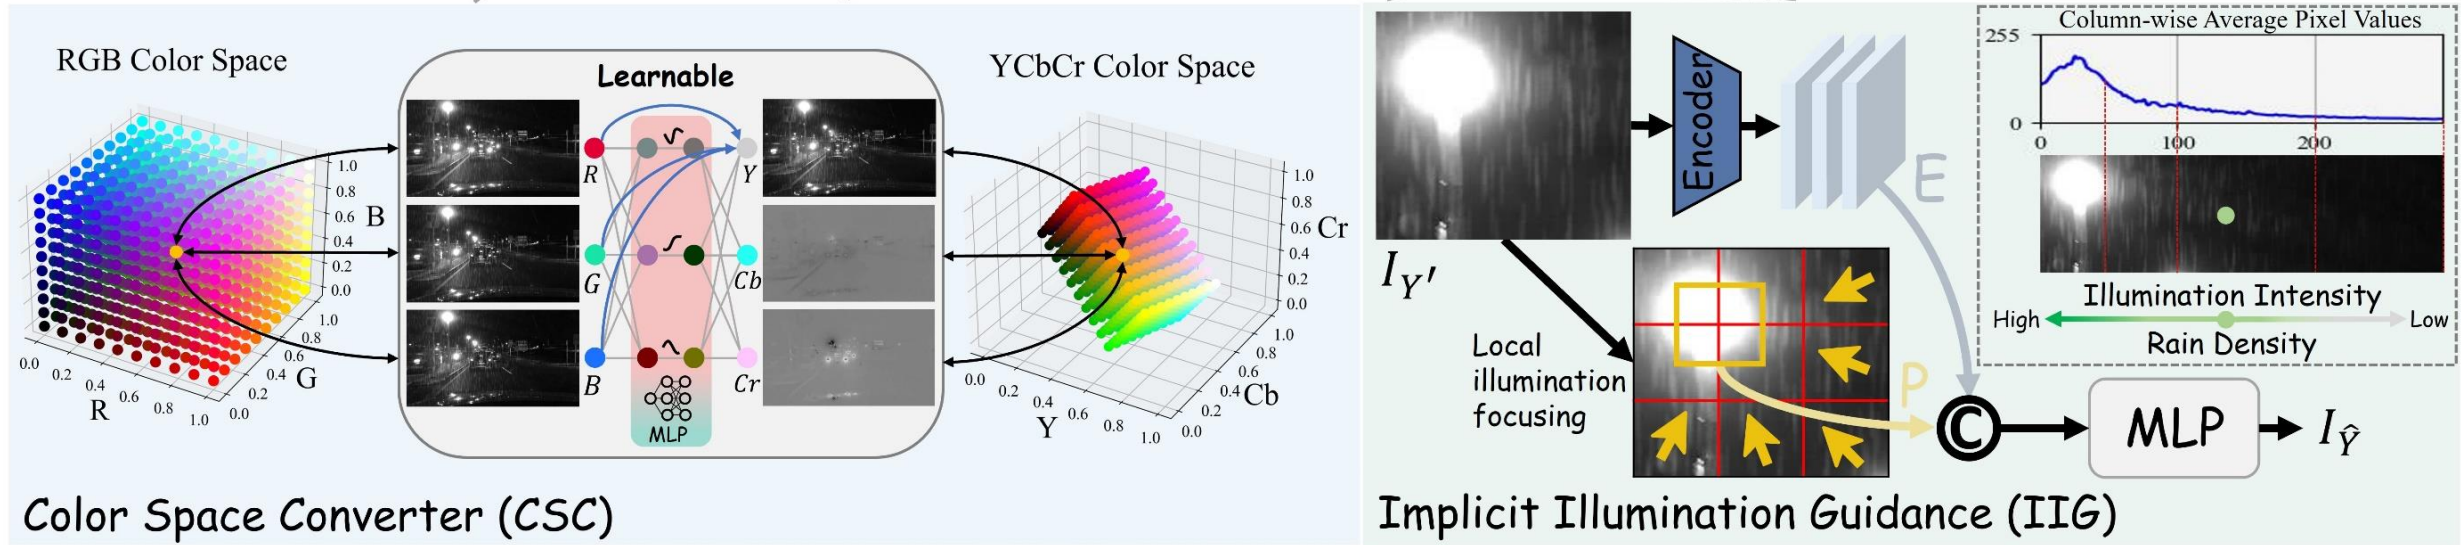 RGB Color Space
1.0
0.8
0.6
B
0.4
0.2
0.0
1.0
0.8
0.6
0.4
G
0.2
0.0
0.0
0.2
0.4
R
0.6
0.8
1.0
Learnable
R
Y
G
Cb
B
Cr
MLP
YCbCr Color Space
1.0
0.8
0.6
Cr
0.4
0.2
0.0
1.0
0.8
0.6
0.4
Cb
0.2
0.0
0.0
0.2
0.4
Y
0.6
0.8
1.0
Color Space Converter (CSC)
I_{Y'}
Encoder
E
Local
illumination
focusing
P
C
MLP
I_Ŷ
Column-wise Average Pixel Values
255
0
0 100 200
Illumination Intensity
High Low
Rain Density
Implicit Illumination Guidance (IIG)